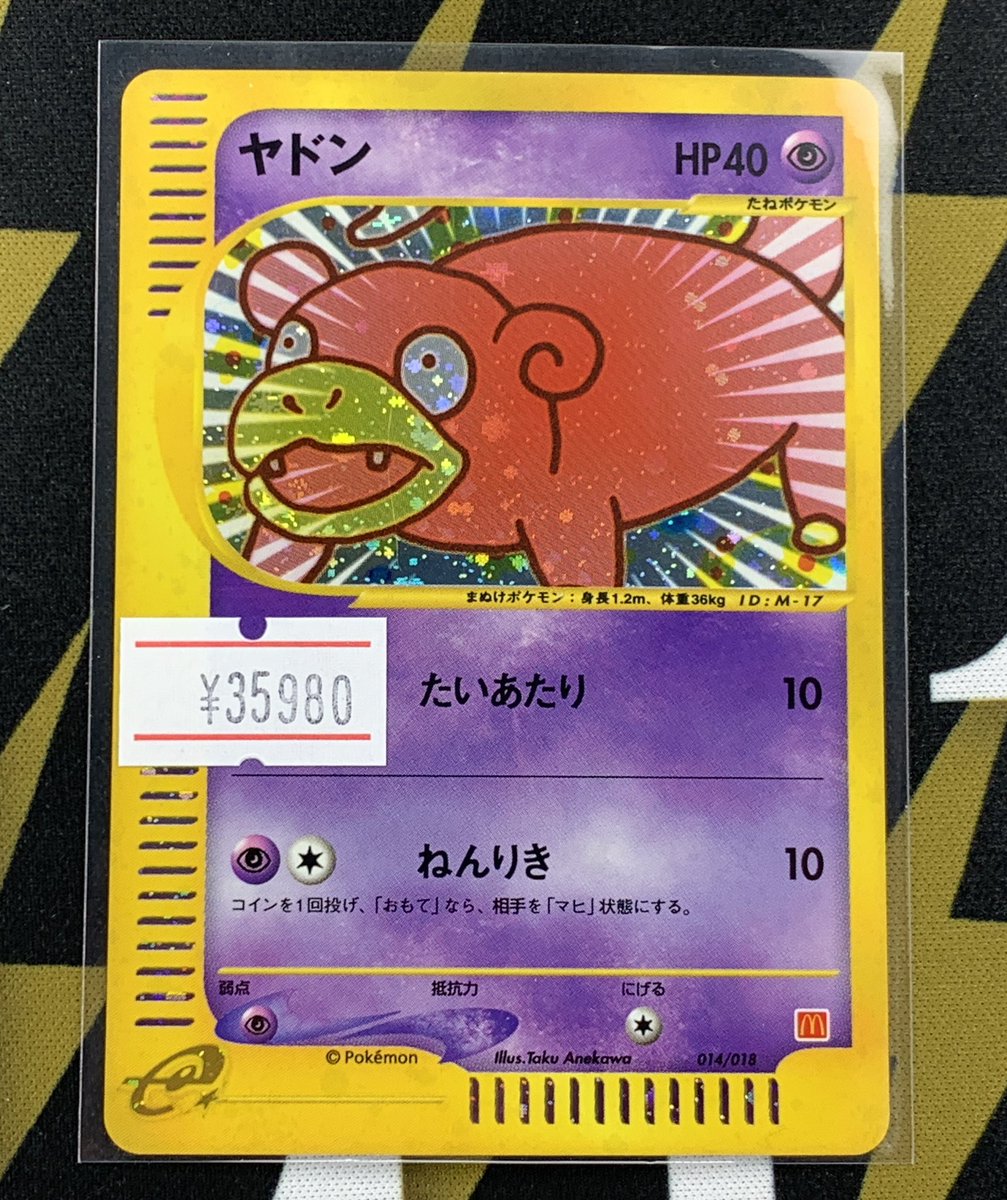 ヤドン HP40
たねポケモン
まぬけポケモン：身長1.2m、体重36kg ID:M-17
¥35980
たいあたり 10
ねんりき 10
コインを1回投げ、「おもて」なら、相手を「マヒ」状態にする。
弱点 抵抗力 にげる
© Pokémon Illus.Taku Anekawa 014/018